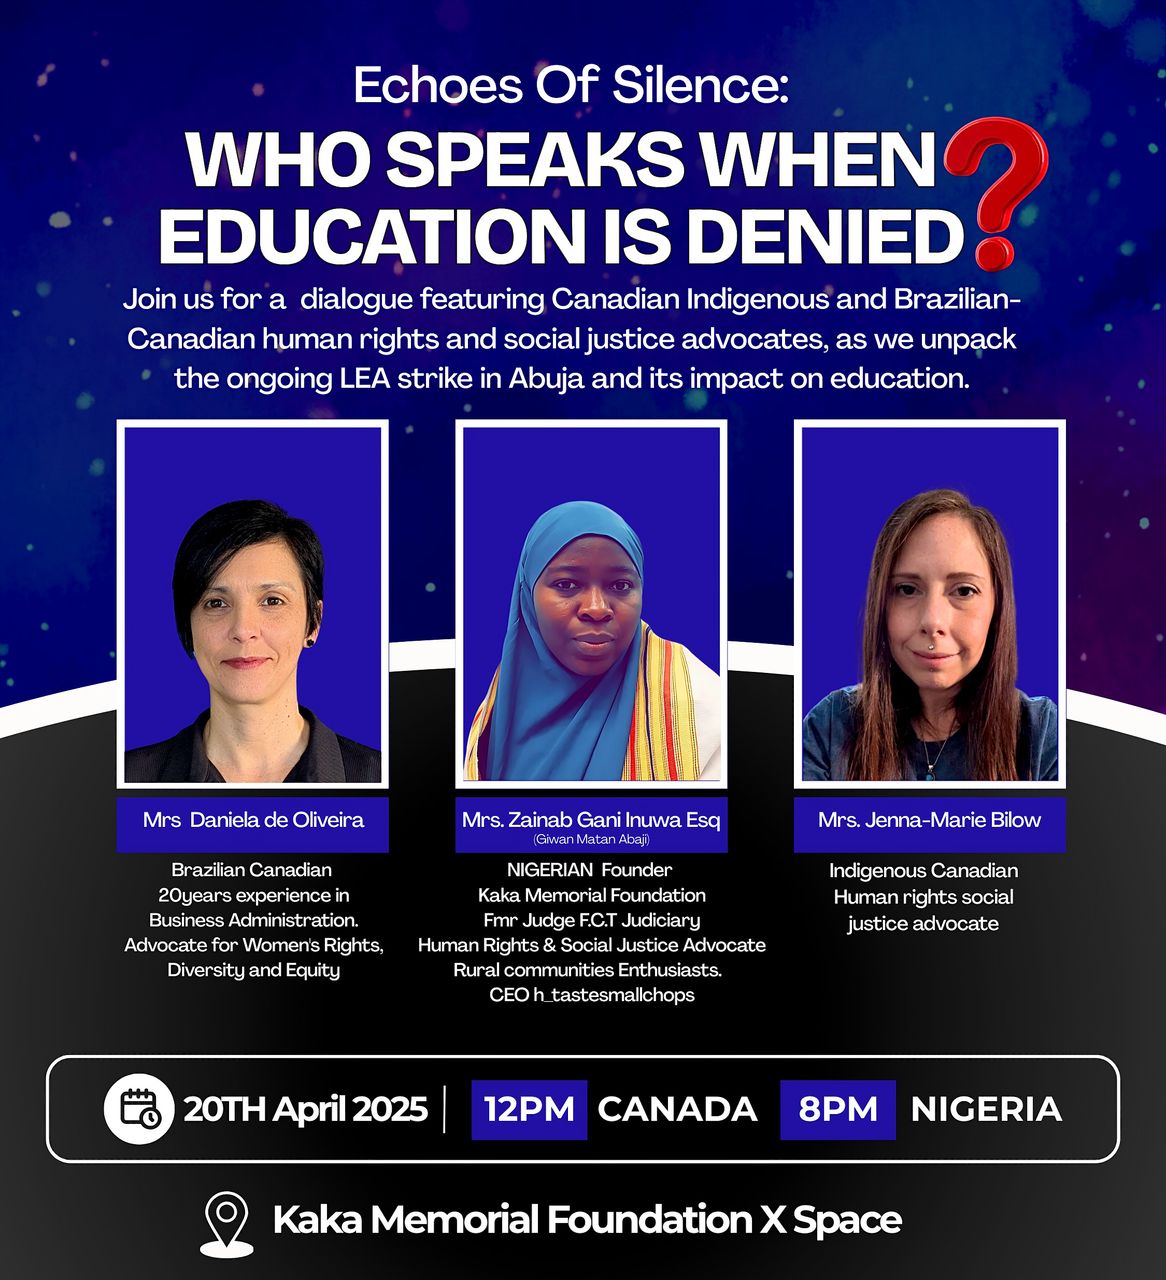 Echoes Of Silence:
WHO SPEAKS WHEN
EDUCATION IS DENIED?
Join us for a dialogue featuring Canadian Indigenous and Brazilian-
Canadian human rights and social justice advocates, as we unpack
the ongoing LEA strike in Abuja and its impact on education.
Mrs Daniela de Oliveira
Brazilian Canadian
20years experience in
Business Administration.
Advocate for Women's Rights,
Diversity and Equity
Mrs. Zainab Gani Inuwa Esq
(Giwan Matan Abaji)
NIGERIAN Founder
Kaka Memorial Foundation
Fmr Judge F.C.T Judiciary
Human Rights & Social Justice Advocate
Rural communities Enthusiasts.
CEO h_tastesmallchops
Mrs. Jenna-Marie Bilow
Indigenous Canadian
Human rights social
justice advocate
20TH April 2025 | 12PM CANADA 8PM NIGERIA
Kaka Memorial Foundation X Space